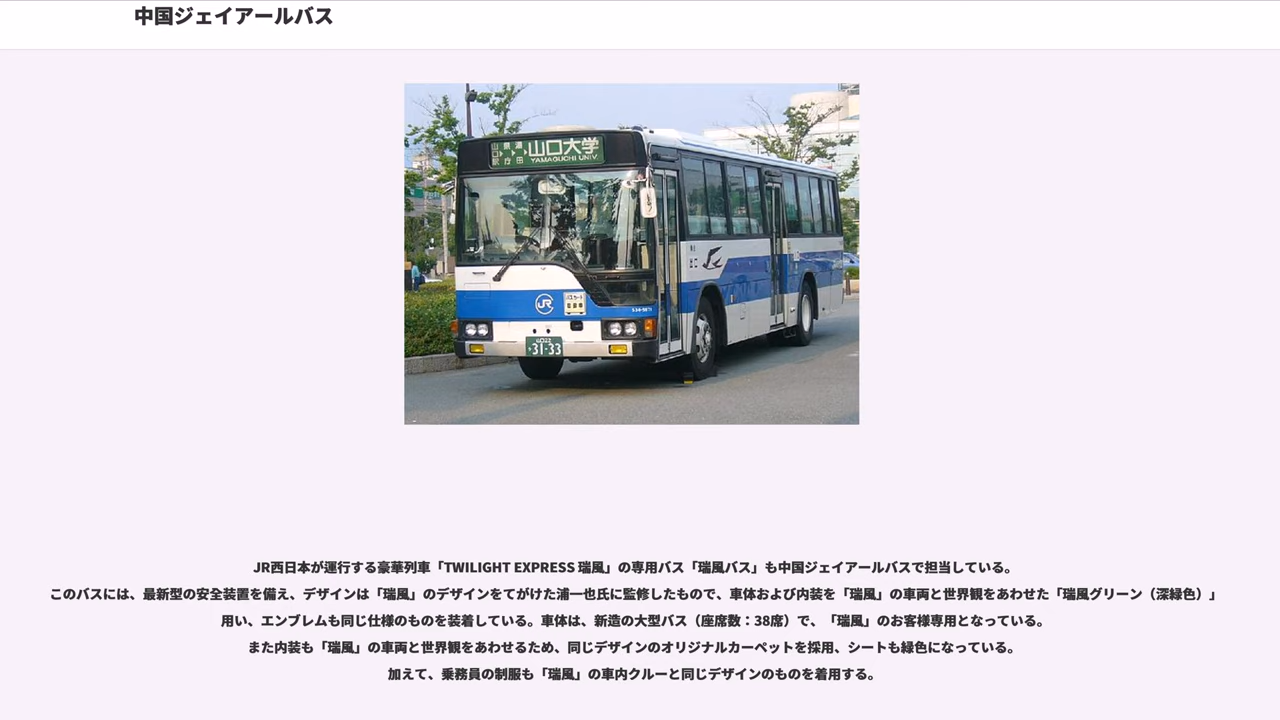 中国ジェイアールバス
山口大学
YAMAGUCHI UNIV.
JR
山口22
31-33
JR西日本が運行する豪華列車「TWILIGHT EXPRESS 瑞風」の専用バス「瑞風バス」も中国ジェイアールバスで担当している。
このバスには、最新型の安全装置を備え、デザインは「瑞風」のデザインをてがけた浦一也氏に監修したもので、車体および内装を「瑞風」の車両と世界観をあわせた「瑞風グリーン（深緑色）」
用い、エンブレムも同じ仕様のものを装着している。車体は、新造の大型バス（座席数：38席）で、「瑞風」のお客様専用となっている。
また内装も「瑞風」の車両と世界観をあわせるため、同じデザインのオリジナルカーペットを採用、シートも緑色になっている。
加えて、乗務員の制服も「瑞風」の車内クルーと同じデザインのものを着用する。